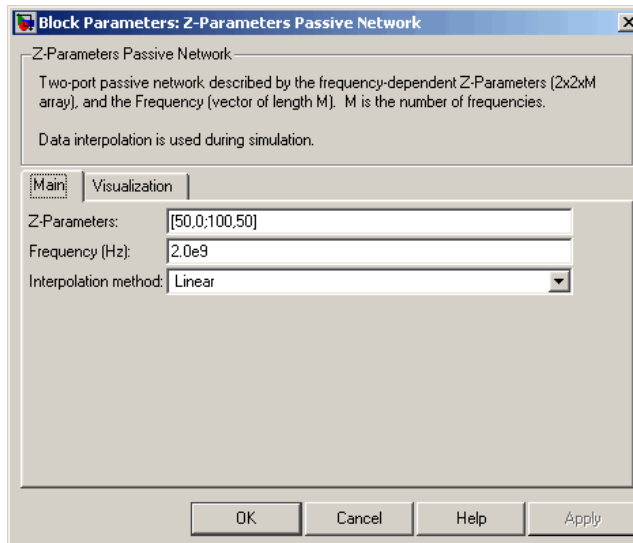 Block Parameters: Z-Parameters Passive Network
Z-Parameters Passive Network
Two-port passive network described by the frequency-dependent Z-Parameters (2x2xM
array), and the Frequency (vector of length M). M is the number of frequencies.
Data interpolation is used during simulation.
Main Visualization
Z-Parameters: [50,0;100,50]
Frequency (Hz): 2.0e9
Interpolation method: Linear
OK Cancel Help Apply